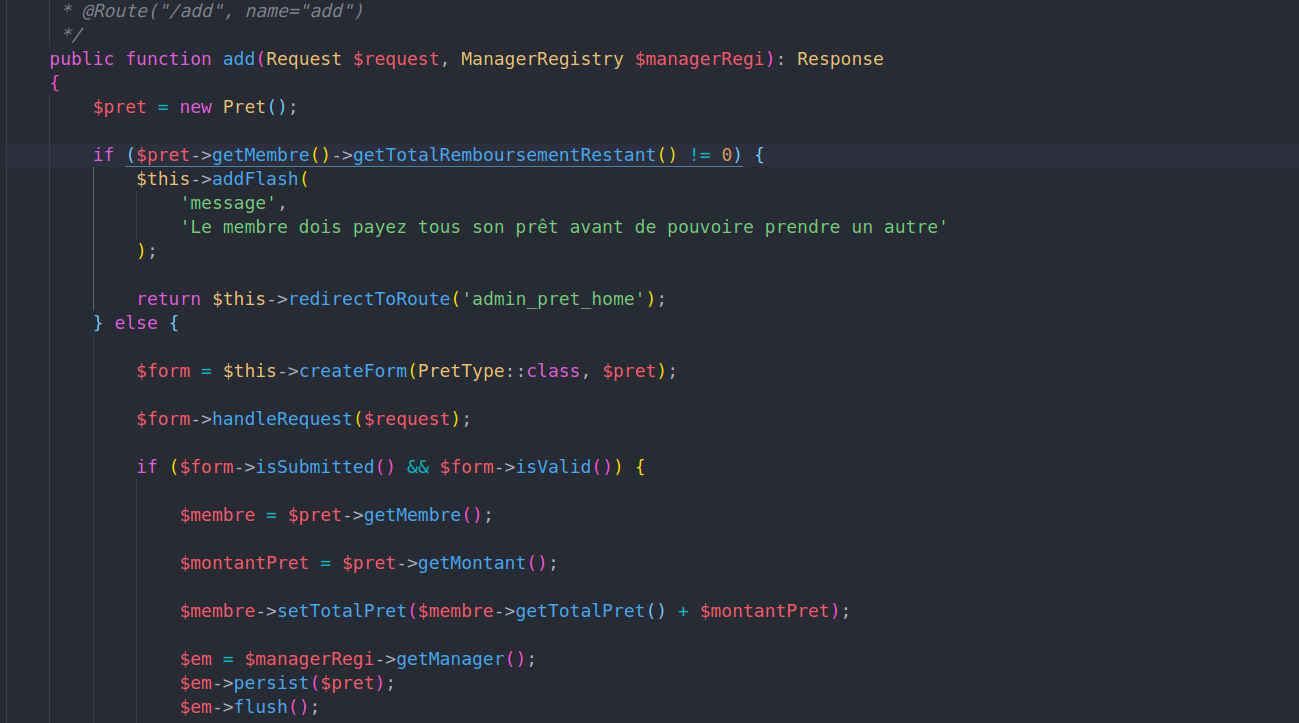 * @Route("/add", name="add")
*/
public function add(Request $request, ManagerRegistry $managerRegi): Response
{
$pret = new Pret();
if ($pret->getMembre()->getTotalRemboursementRestant() != 0) {
$this->addFlash(
'message',
'Le membre dois payez tous son prêt avant de pouvoire prendre un autre'
);
return $this->redirectToRoute('admin_pret_home');
} else {
$form = $this->createForm(PretType::class, $pret);
$form->handleRequest($request);
if ($form->isSubmitted() && $form->isValid()) {
$membre = $pret->getMembre();
$montantPret = $pret->getMontant();
$membre->setTotalPret($membre->getTotalPret() + $montantPret);
$em = $managerRegi->getManager();
$em->persist($pret);
$em->flush();